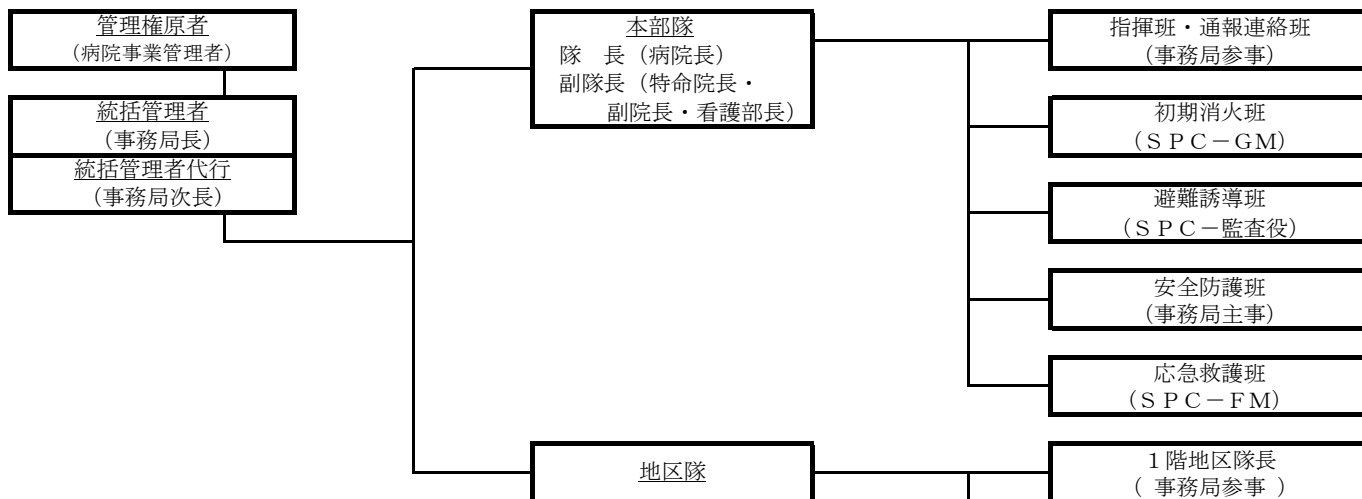 管理権原者
（病院事業管理者）
統括管理者
（事務局長）
統括管理者代行
（事務局次長）
本部隊
隊　長（病院長）
副隊長（特命院長・
副院長・看護部長）
地区隊
指揮班・通報連絡班
（事務局参事）
初期消火班
（ＳＰＣ－GM）
避難誘導班
（ＳＰＣ－監査役）
安全防護班
（事務局主事）
応急救護班
（ＳＰＣ－FM）
１階地区隊長
（ 事務局参事 ）